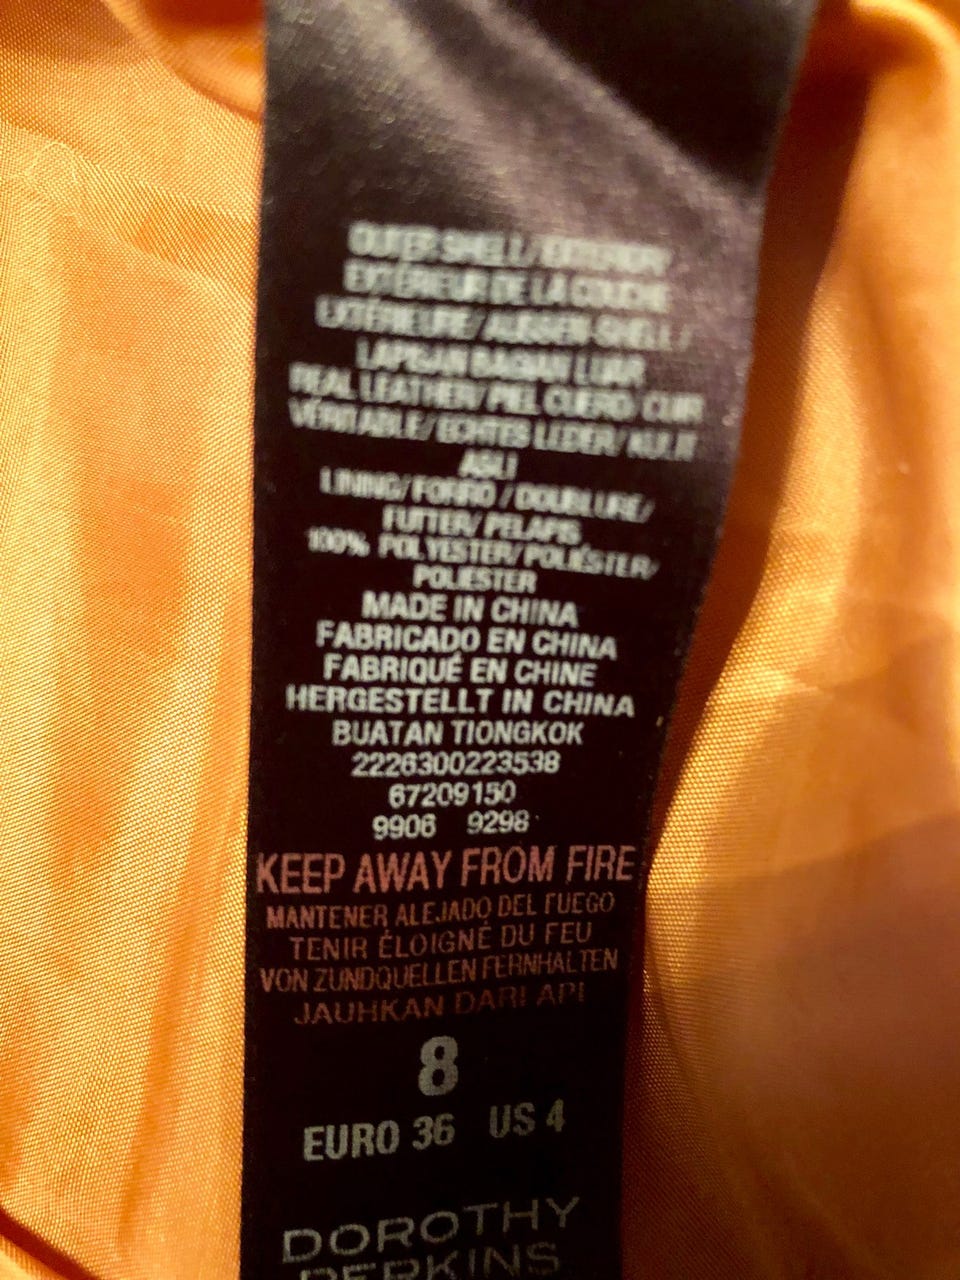 OUTER SHELL/EXTERIOR/
EXTÉRIEUR DE LA COUCHE
EXTÉRIEURE/AUSSEN-SHELL/
LAPISAN BAGIAN LUAR
REAL LEATHER/PIEL CUERO/CUIR
VÉRITABLE/ECHTES LEDER/KULIT
ASLI
LINING/FORRO/DOUBLURE/
FUTTER/PELAPIS
100% POLYESTER/POLIÉSTER/
POLIESTER
MADE IN CHINA
FABRICADO EN CHINA
FABRIQUÉ EN CHINE
HERGESTELLT IN CHINA
BUATAN TIONGKOK
2226300223538
67209150
9906 9298
KEEP AWAY FROM FIRE
MANTENER ALEJADO DEL FUEGO
TENIR ÉLOIGNÉ DU FEU
VON ZUNDQUELLEN FERNHALTEN
JAUHKAN DARI API
8
EURO 36 US 4
DOROTHY
PERKINS